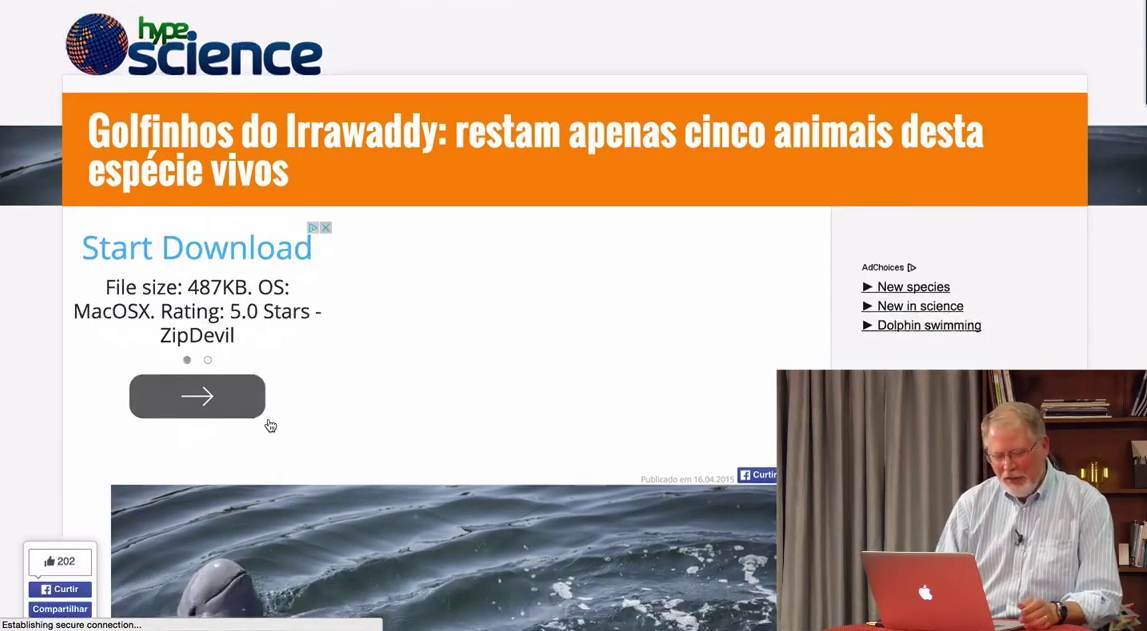 hype
science
Golfinhos do Irrawaddy: restam apenas cinco animais desta
espécie vivos
Start Download
File size: 487KB. OS:
MacOSX. Rating: 5.0 Stars -
ZipDevil
AdChoices
New species
New in science
Dolphin swimming
Publicado em 16.04.2015
Curtir
202
Curtir
Compartilhar
Establishing secure connection...